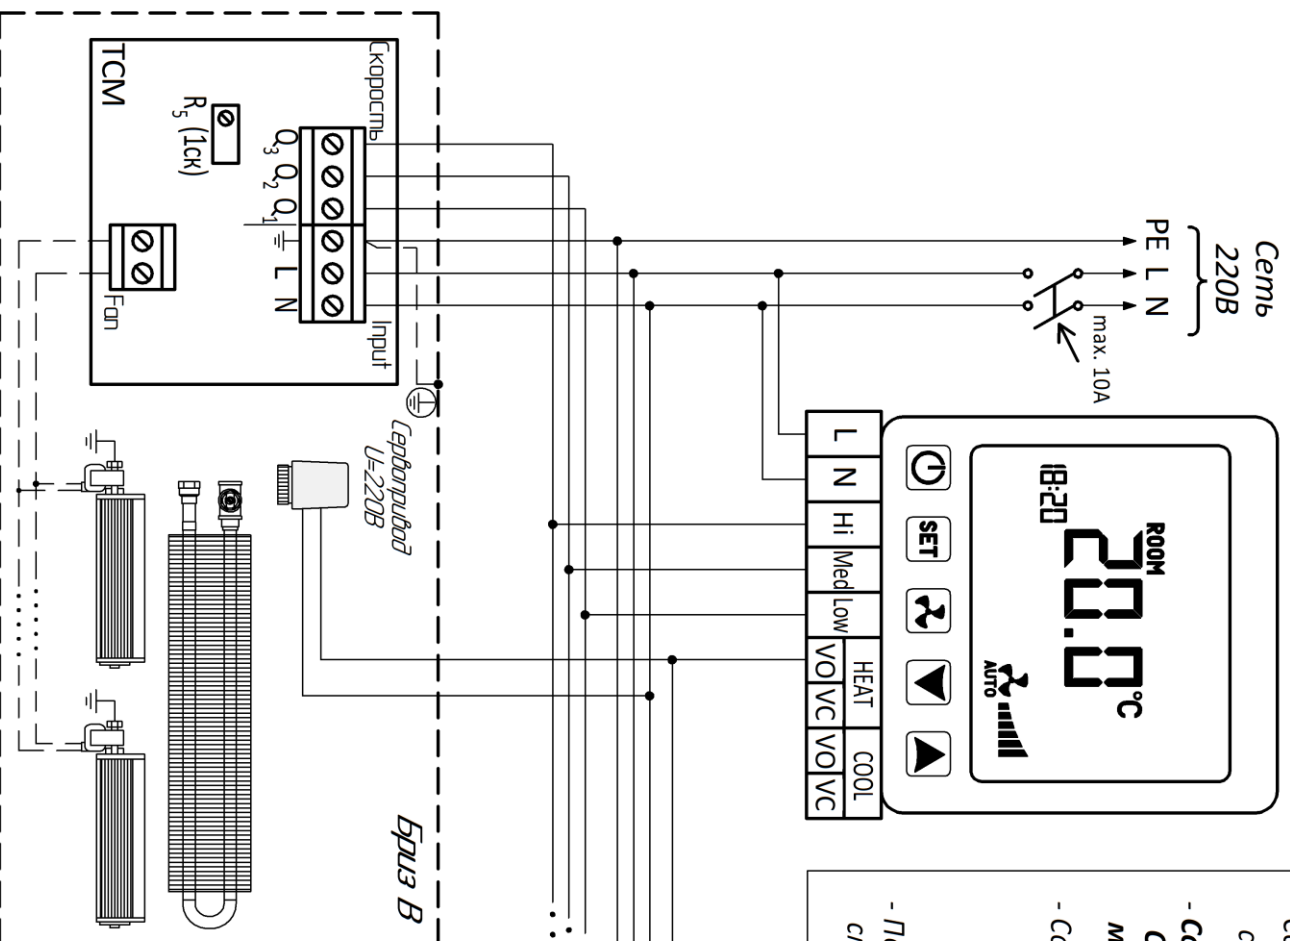 Сеть
220В
PE
L
N
max. 10A
TCM
Скорость
R5 (1ск)
Q3
Q2
Q1
L
N
Input
Fan
Сервопривод
U=220В
L
N
Hi
Med
Low
HEAT
VO
VC
COOL
VO
VC
SET
ROOM
18:20
20.0°C
AUTO
Бриз В